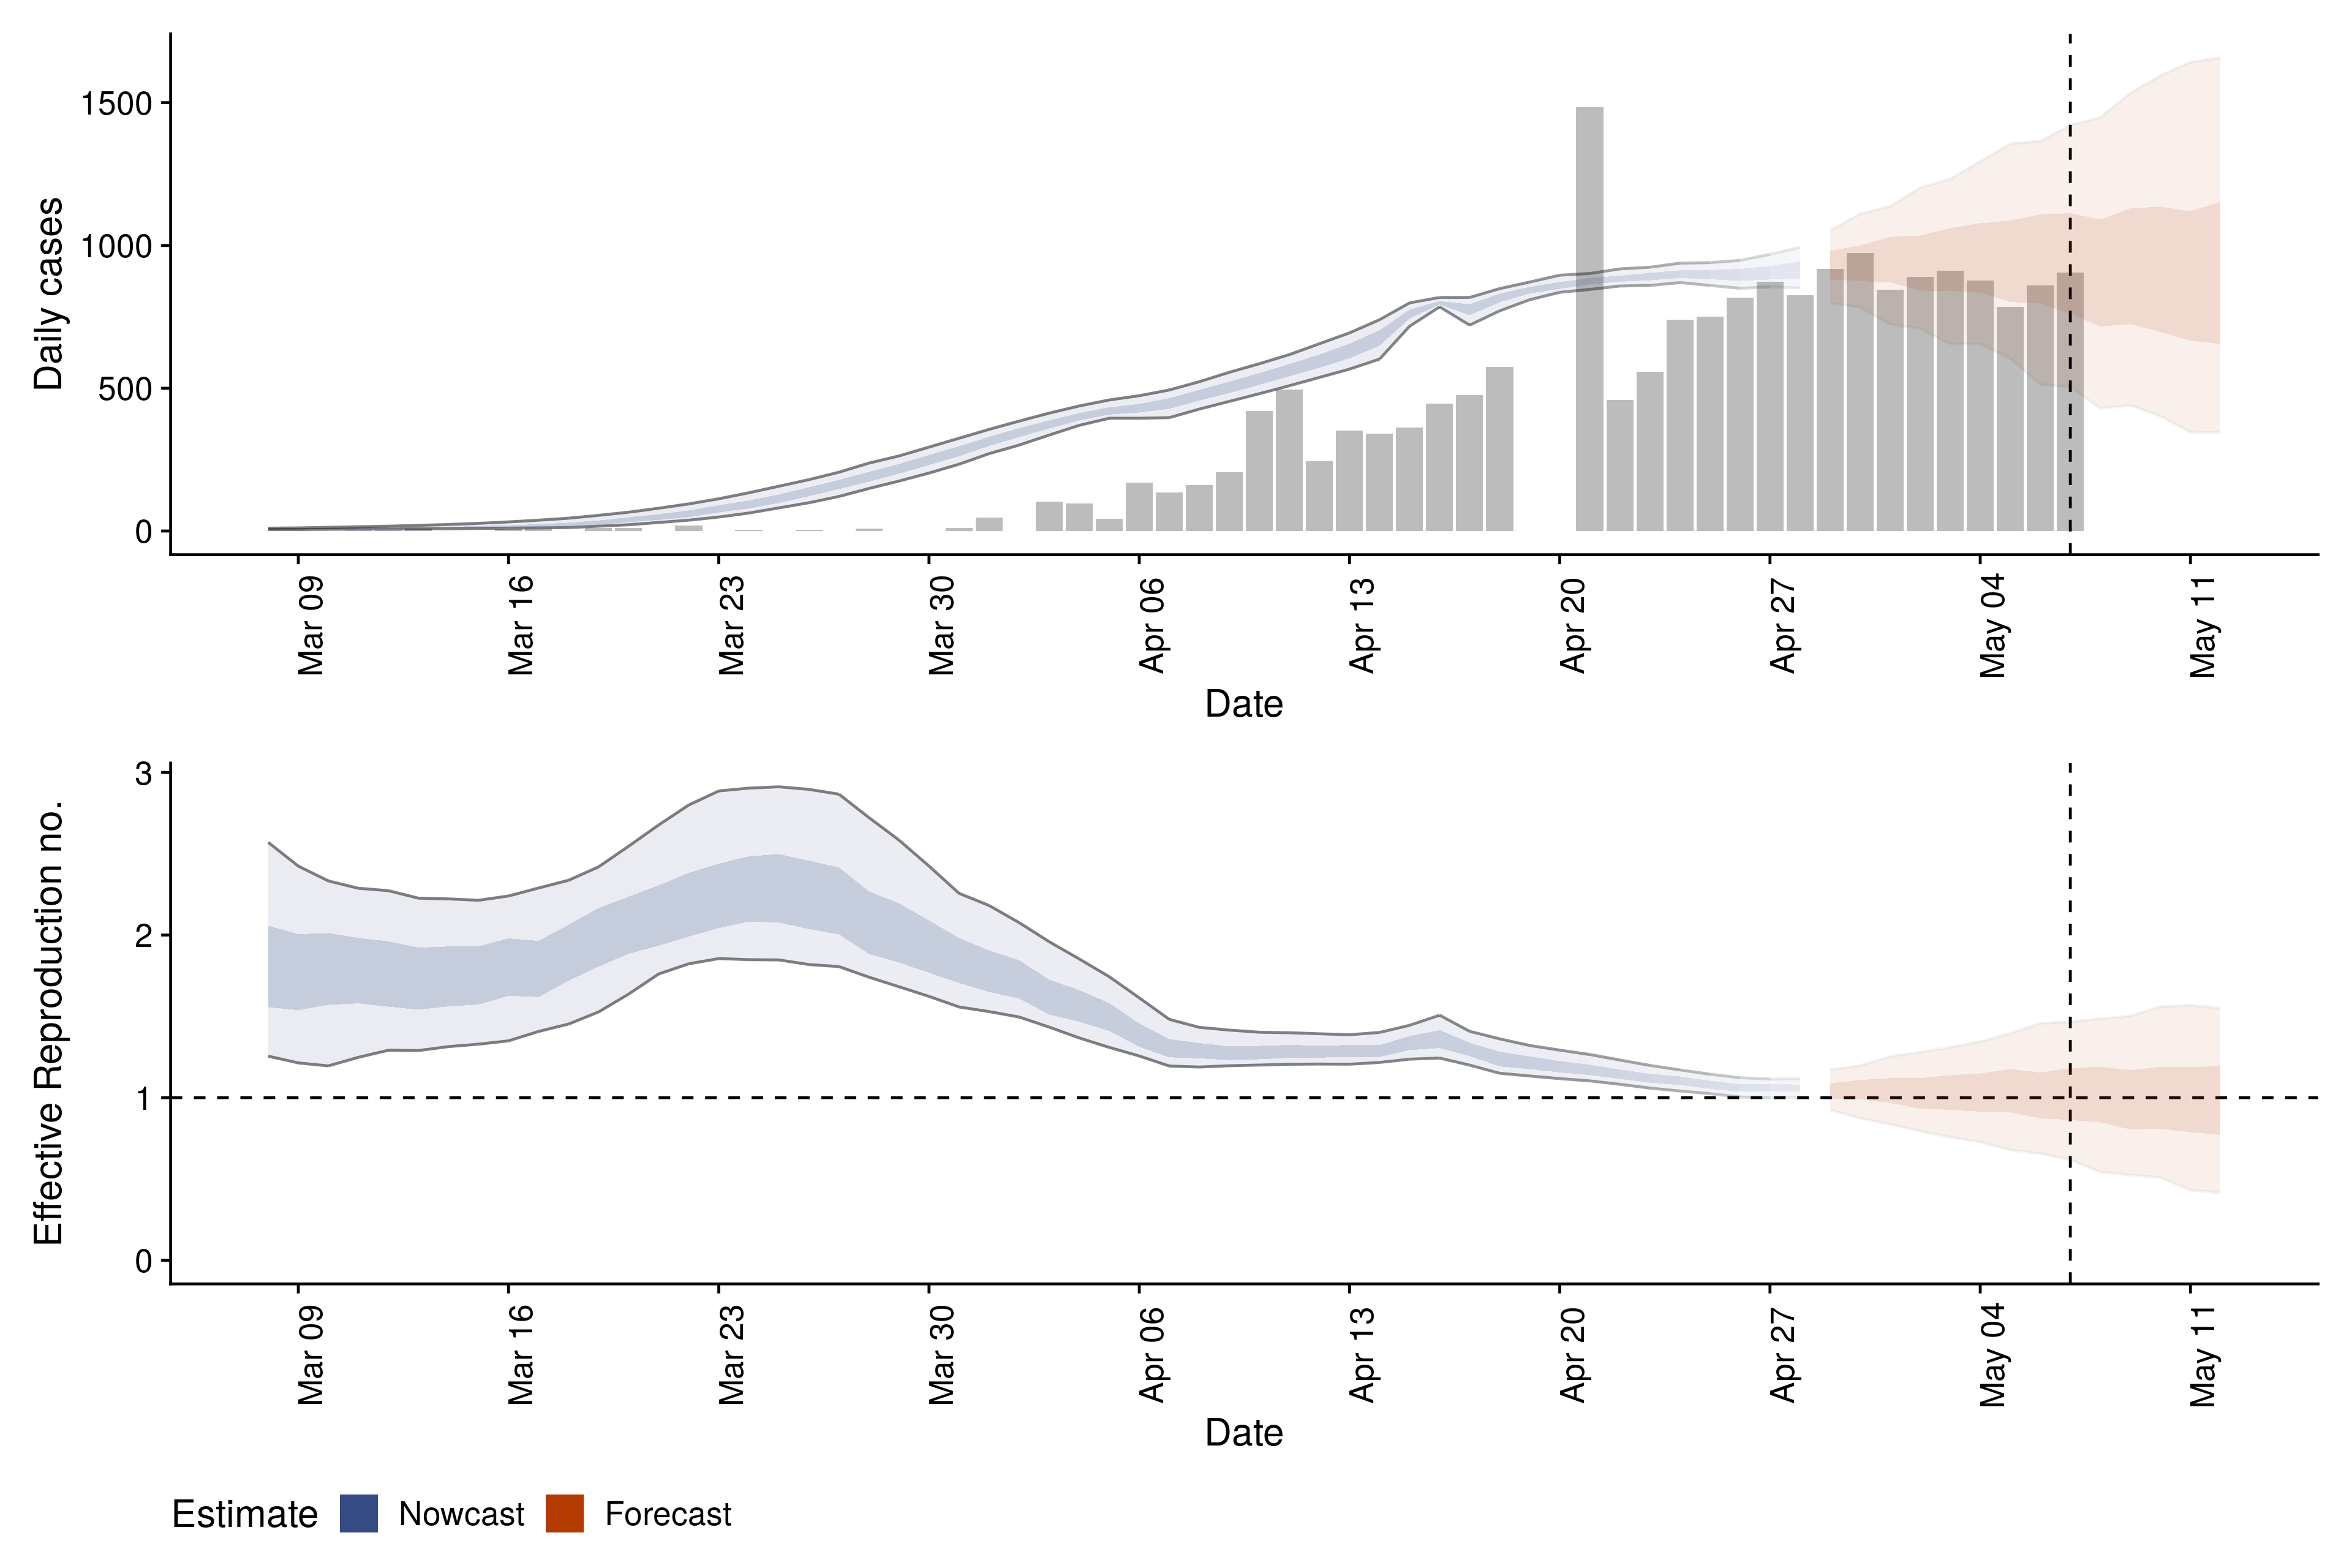 Daily cases
1500
1000
500
0
Mar 09
Mar 16
Mar 23
Mar 30
Apr 06
Apr 13
Apr 20
Apr 27
May 04
May 11
Date
Effective Reproduction no.
3
2
1
0
Mar 09
Mar 16
Mar 23
Mar 30
Apr 06
Apr 13
Apr 20
Apr 27
May 04
May 11
Date
Estimate Nowcast Forecast